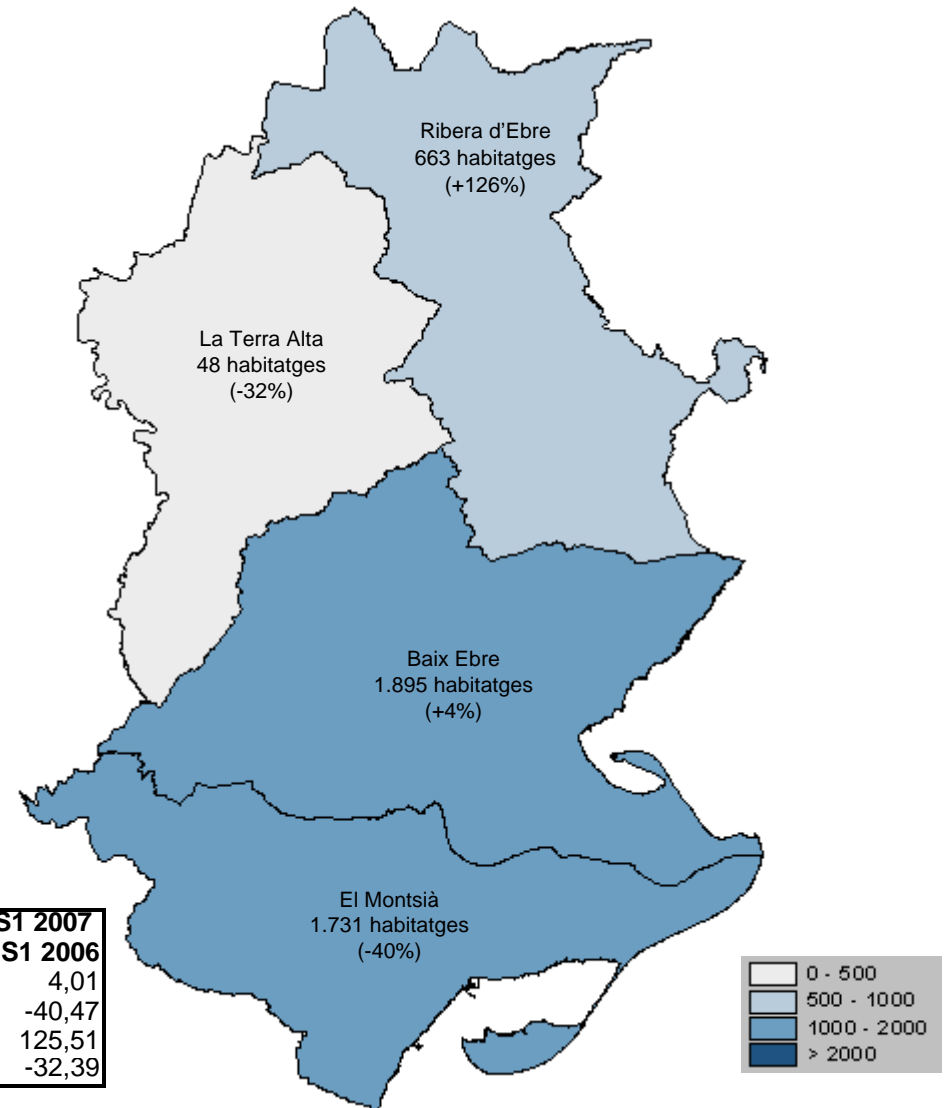 Ribera d'Ebre
663 habitatges
(+126%)
La Terra Alta
48 habitatges
(-32%)
Baix Ebre
1.895 habitatges
(+4%)
El Montsià
1.731 habitatges
(-40%)
S1 2007
S1 2006
4,01
-40,47
125,51
-32,39
0 - 500
500 - 1000
1000 - 2000
> 2000